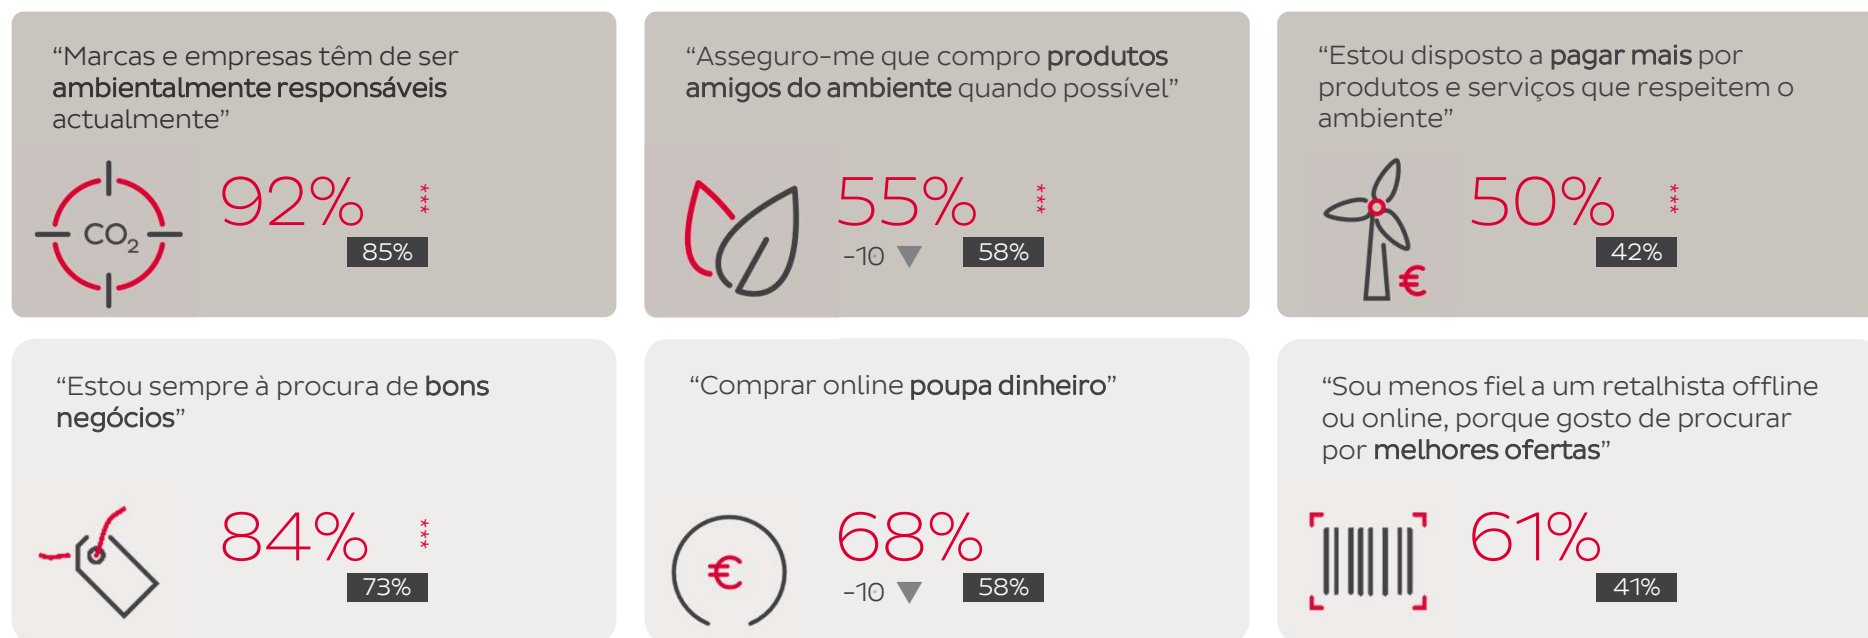 “Marcas e empresas têm de ser
ambientalmente responsáveis
actualmente”
CO₂
92%
***
85%
“Asseguro-me que compro produtos
amigos do ambiente quando possível”
55%
***
-10 ▼
58%
“Estou disposto a pagar mais por
produtos e serviços que respeitem o
ambiente”
€
50%
***
42%
“Estou sempre à procura de bons
negócios”
84%
***
73%
“Comprar online poupa dinheiro”
€
68%
-10 ▼
58%
“Sou menos fiel a um retalhista offline
ou online, porque gosto de procurar
por melhores ofertas”
61%
41%